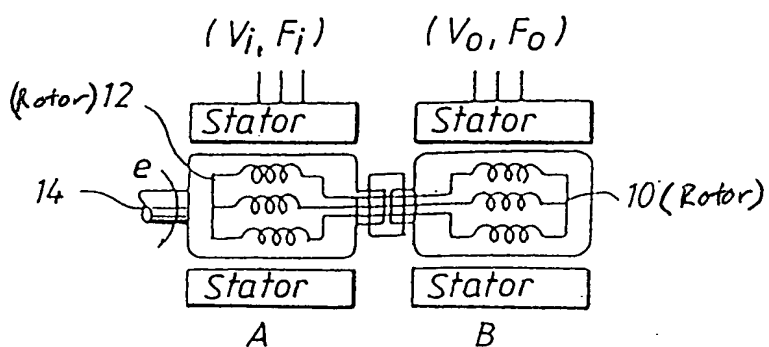 (Vi, Fi)
(Vo, Fo)
(Rotor) 12
Stator
Stator
e
14
10 (Rotor)
Stator
Stator
A
B